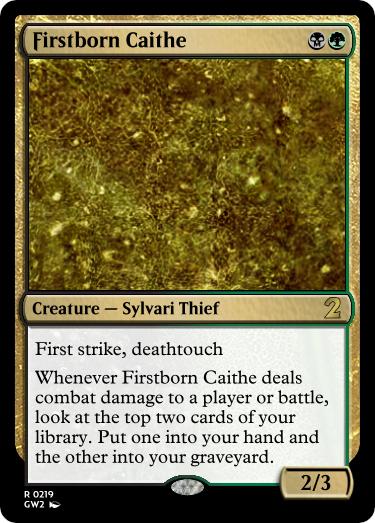 Firstborn Caithe
Creature — Sylvari Thief
First strike, deathtouch
Whenever Firstborn Caithe deals
combat damage to a player or battle,
look at the top two cards of your
library. Put one into your hand and
the other into your graveyard.
2/3
R 0219
GW2